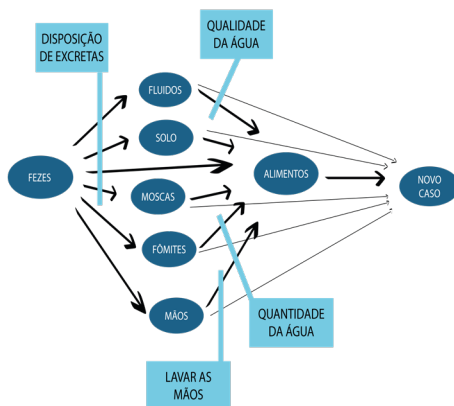 DISPOSIÇÃO
DE EXCRETAS
QUALIDADE
DA ÁGUA
FLUIDOS
SOLO
FEZES
ALIMENTOS
NOVO
CASO
MOSCAS
FÔMITES
MÃOS
QUANTIDADE
DA ÁGUA
LAVAR AS
MÃOS